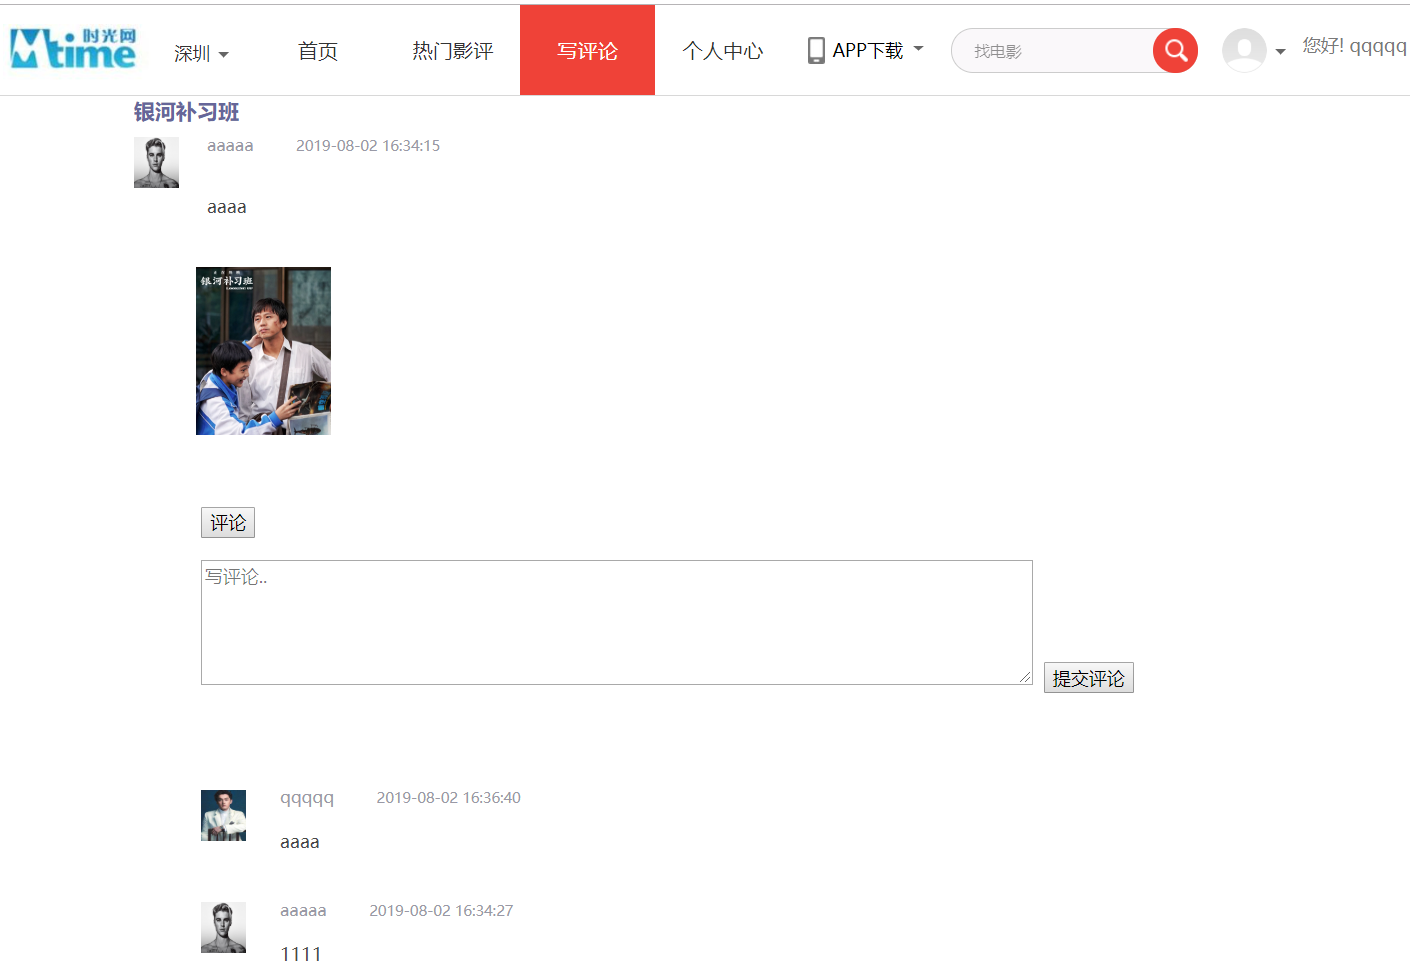 时光网
Mtime
深圳
首页
热门影评
写评论
个人中心
APP下载
找电影
您好! qqqqq
银河补习班
aaaaa 2019-08-02 16:34:15
aaaa
银河补习班
评论
写评论..
提交评论
qqqqq 2019-08-02 16:36:40
aaaa
aaaaa 2019-08-02 16:34:27
1111